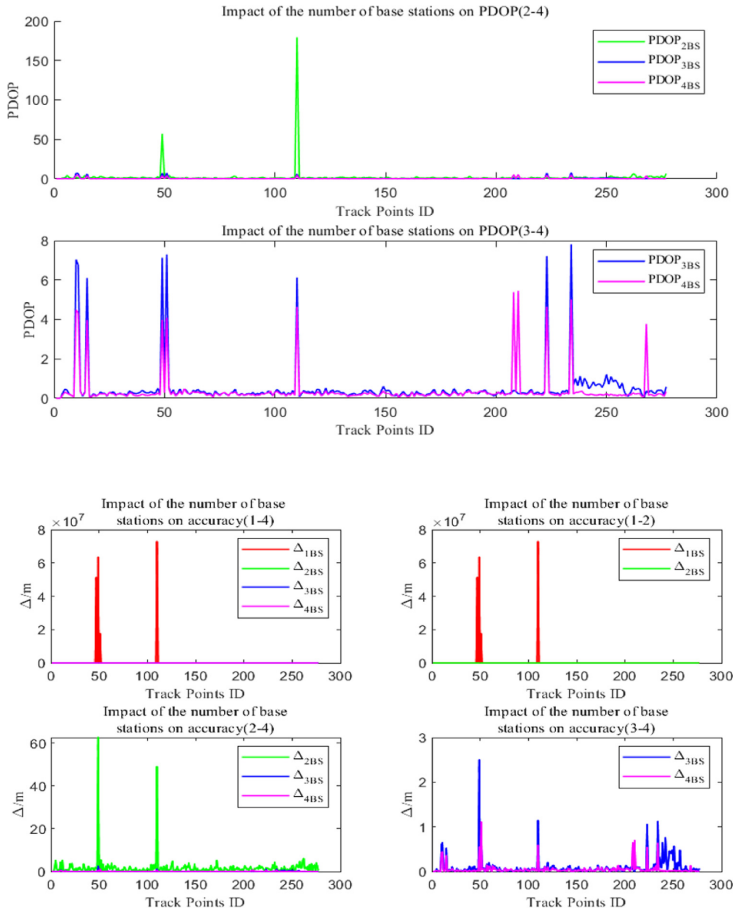 Impact of the number of base stations on PDOP(2-4)
200
150
100
50
0
PDOP
PDOP2BS
PDOP3BS
PDOP4BS
0 50 100 150 200 250 300
Track Points ID
Impact of the number of base stations on PDOP(3-4)
8
6
4
2
0
PDOP
PDOP3BS
PDOP4BS
0 50 100 150 200 250 300
Track Points ID
Impact of the number of base
stations on accuracy(1-4)
×10^7
8
6
4
2
0
Δ/m
Δ1BS
Δ2BS
Δ3BS
Δ4BS
0 50 100 150 200 250 300
Track Points ID
Impact of the number of base
stations on accuracy(1-2)
×10^7
8
6
4
2
0
Δ/m
Δ1BS
Δ2BS
0 50 100 150 200 250 300
Track Points ID
Impact of the number of base
stations on accuracy(2-4)
60
40
20
0
Δ/m
Δ2BS
Δ3BS
Δ4BS
0 50 100 150 200 250 300
Track Points ID
Impact of the number of base
stations on accuracy(3-4)
3
2
1
0
Δ/m
Δ3BS
Δ4BS
0 50 100 150 200 250 300
Track Points ID